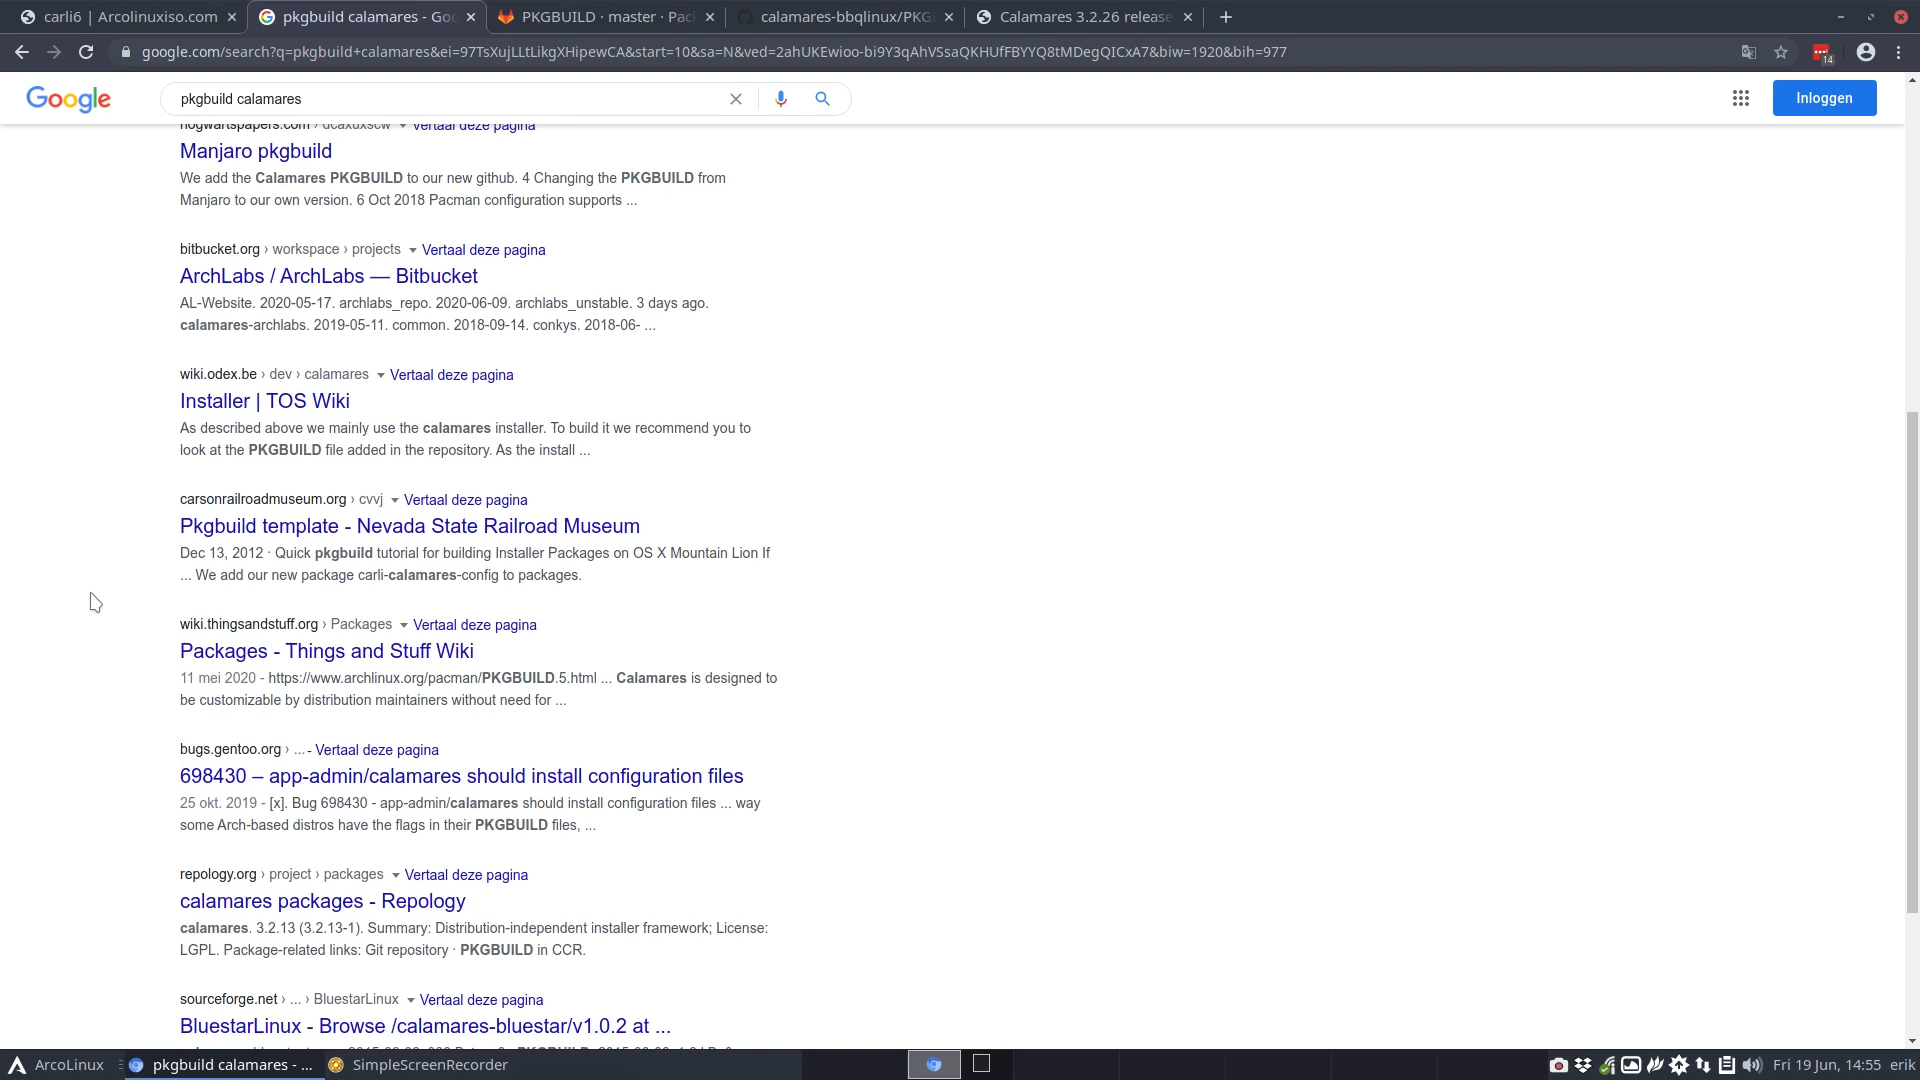 carli6 | Arcolinuxiso.com
pkgbuild calamares - Goo
PKGBUILD · master · Pac
calamares-bbqlinux/PKG
Calamares 3.2.26 release
google.com/search?q=pkgbuild+calamares&ei=97TsXujLLtLikgXHipewCA&start=10&sa=N&ved=2ahUKEwioo-bi9Y3qAhVSsaQKHUfFBYYQ8tMDegQICxA7&biw=1920&bih=977
14
Google
pkgbuild calamares
Inloggen
hogwartspapers.com › dcaxuxscw Vertaal deze pagina
Manjaro pkgbuild
We add the Calamares PKGBUILD to our new github. 4 Changing the PKGBUILD from
Manjaro to our own version. 6 Oct 2018 Pacman configuration supports ...
bitbucket.org › workspace › projects Vertaal deze pagina
ArchLabs / ArchLabs — Bitbucket
AL-Website. 2020-05-17. archlabs_repo. 2020-06-09. archlabs_unstable. 3 days ago.
calamares-archlabs. 2019-05-11. common. 2018-09-14. conkys. 2018-06- ...
wiki.odex.be › dev › calamares Vertaal deze pagina
Installer | TOS Wiki
As described above we mainly use the calamares installer. To build it we recommend you to
look at the PKGBUILD file added in the repository. As the install ...
carsonrailroadmuseum.org › cvvj Vertaal deze pagina
Pkgbuild template - Nevada State Railroad Museum
Dec 13, 2012 · Quick pkgbuild tutorial for building Installer Packages on OS X Mountain Lion If
... We add our new package carli-calamares-config to packages.
wiki.thingsandstuff.org › Packages Vertaal deze pagina
Packages - Things and Stuff Wiki
11 mei 2020 - https://www.archlinux.org/pacman/PKGBUILD.5.html ... Calamares is designed to
be customizable by distribution maintainers without need for ...
bugs.gentoo.org › ... - Vertaal deze pagina
698430 – app-admin/calamares should install configuration files
25 okt. 2019 - [x]. Bug 698430 - app-admin/calamares should install configuration files ... way
some Arch-based distros have the flags in their PKGBUILD files, ...
repology.org › project › packages Vertaal deze pagina
calamares packages - Repology
calamares. 3.2.13 (3.2.13-1). Summary: Distribution-independent installer framework; License:
LGPL. Package-related links: Git repository · PKGBUILD in CCR.
sourceforge.net › ... › BluestarLinux Vertaal deze pagina
BluestarLinux - Browse /calamares-bluestar/v1.0.2 at ...
ArcoLinux
pkgbuild calamares - ...
SimpleScreenRecorder
Fri 19 Jun, 14:55 erik